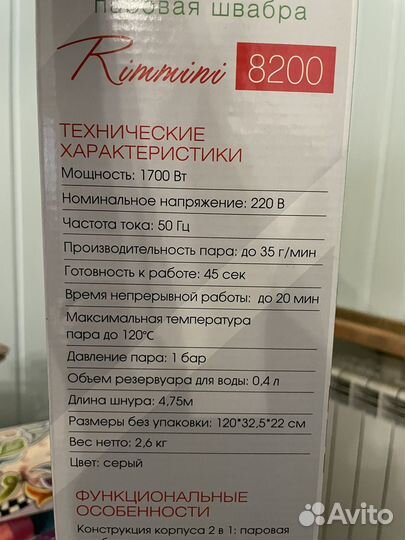 паровая швабра
Rimmini 8200
ТЕХНИЧЕСКИЕ
ХАРАКТЕРИСТИКИ
Мощность: 1700 Вт
Номинальное напряжение: 220 В
Частота тока: 50 Гц
Производительность пара: до 35 г/мин
Готовность к работе: 45 сек
Время непрерывной работы: до 20 мин
Максимальная температура
пара до 120℃
Давление пара: 1 бар
Объем резервуара для воды: 0,4 л
Длина шнура: 4,75м
Размеры без упаковки: 120*32,5*22 см
Вес нетто: 2,6 кг
Цвет: серый
ФУНКЦИОНАЛЬНЫЕ
ОСОБЕННОСТИ
Конструкция корпуса 2 в 1: паровая
Avito